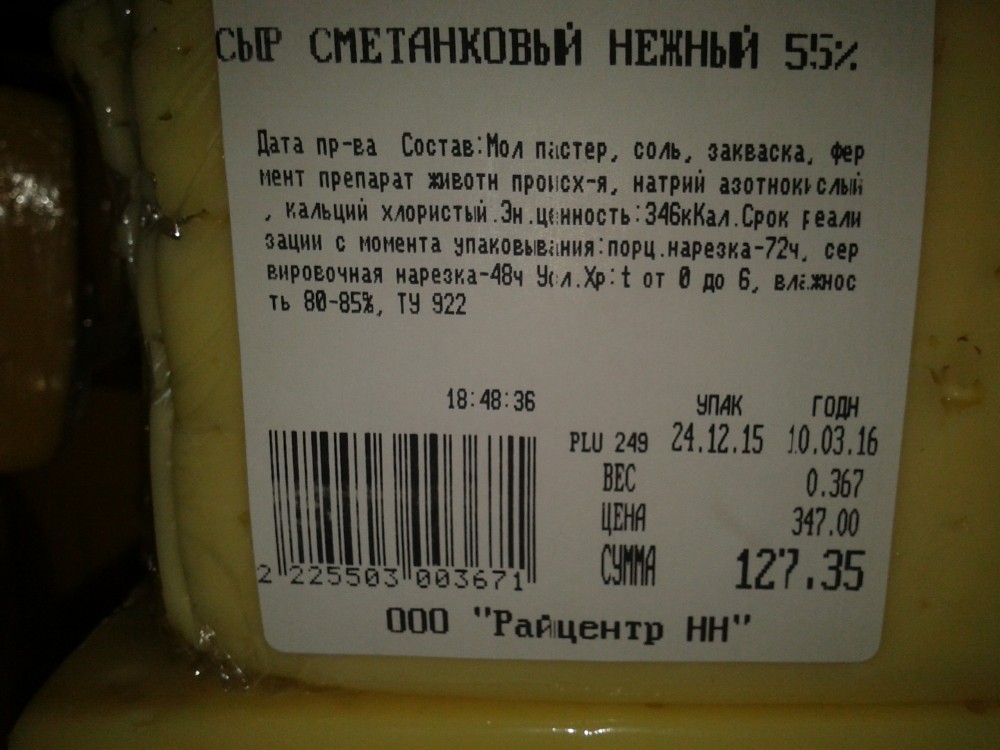 СЫР СМЕТАНКОВЫЙ НЕЖНЫЙ 55%
Дата пр-ва Состав:Мол пастер, соль, закваска, фер
мент препарат животн происх-я, натрий азотнокислый
, кальций хлористый.Эн.ценность:346кКал.Срок реали
зации с момента упаковывания:порц.нарезка-72ч, сер
вировочная нарезка-48ч Усл.Хр:t от 0 до 6, влажнос
ть 80-85%, ТУ 922
18:48:36
УПАК ГОДН
PLU 249 24.12.15 10.03.16
ВЕС 0.367
ЦЕНА 347.00
СУММА 127.35
2 225503 003671
ООО "Райцентр НН"